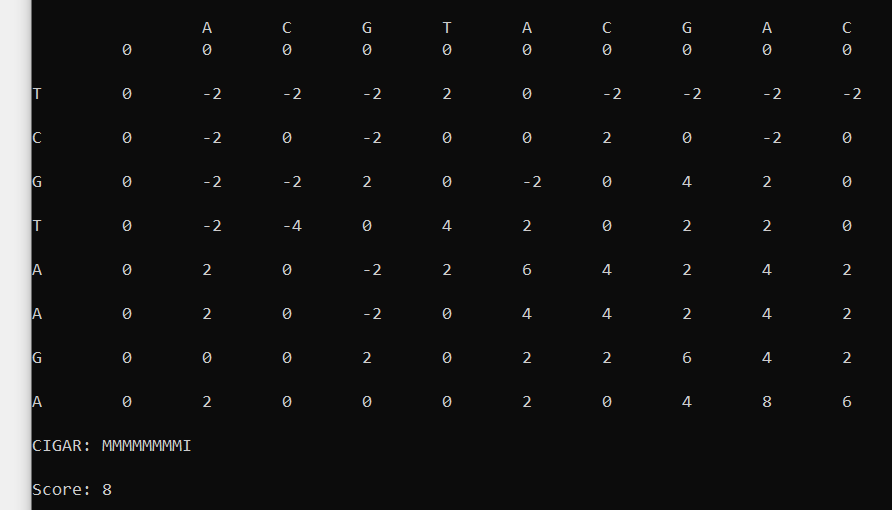 A C G T A C G A C
0 0 0 0 0 0 0 0 0 0
T 0 -2 -2 -2 2 0 -2 -2 -2 -2
C 0 -2 0 -2 0 0 2 0 -2 0
G 0 -2 -2 2 0 -2 0 4 2 0
T 0 -2 -4 0 4 2 0 2 2 0
A 0 2 0 -2 2 6 4 2 4 2
A 0 2 0 -2 0 4 4 2 4 2
G 0 0 0 2 0 2 2 6 4 2
A 0 2 0 0 0 2 0 4 8 6
CIGAR: MMMMMMMMI
Score: 8